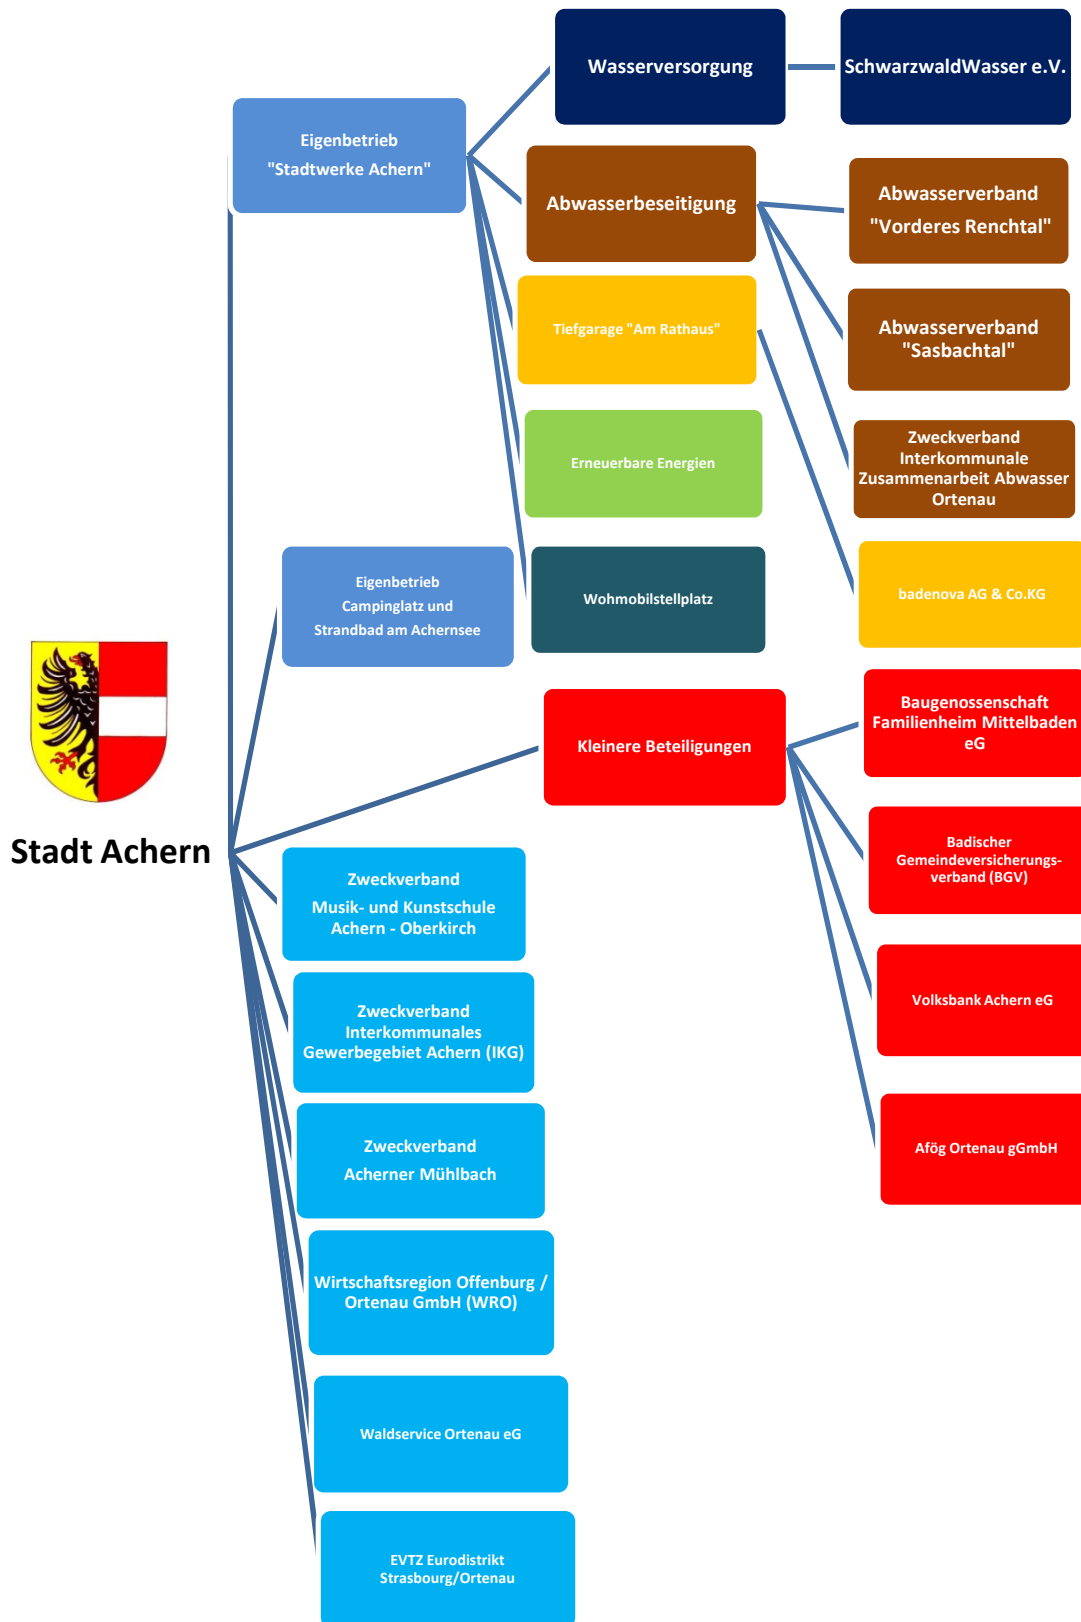 Wasserversorgung
SchwarzwaldWasser e.V.
Eigenbetrieb
"Stadtwerke Achern"
Abwasserbeseitigung
Abwasserverband
"Vorderes Renchtal"
Tiefgarage "Am Rathaus"
Abwasserverband
"Sasbachtal"
Erneuerbare Energien
Zweckverband
Interkommunale
Zusammenarbeit Abwasser
Ortenau
Eigenbetrieb
Campinglatz und
Strandbad am Achernsee
Wohmobilstellplatz
badenova AG & Co.KG
Kleinere Beteiligungen
Baugenossenschaft
Familienheim Mittelbaden
eG
Stadt Achern
Badischer
Gemeindeversicherungs-
verband (BGV)
Zweckverband
Musik- und Kunstschule
Achern - Oberkirch
Volksbank Achern eG
Zweckverband
Interkommunales
Gewerbegebiet Achern (IKG)
Zweckverband
Acherner Mühlbach
Afög Ortenau gGmbH
Wirtschaftsregion Offenburg /
Ortenau GmbH (WRO)
Waldservice Ortenau eG
EVTZ Eurodistrikt
Strasbourg/Ortenau